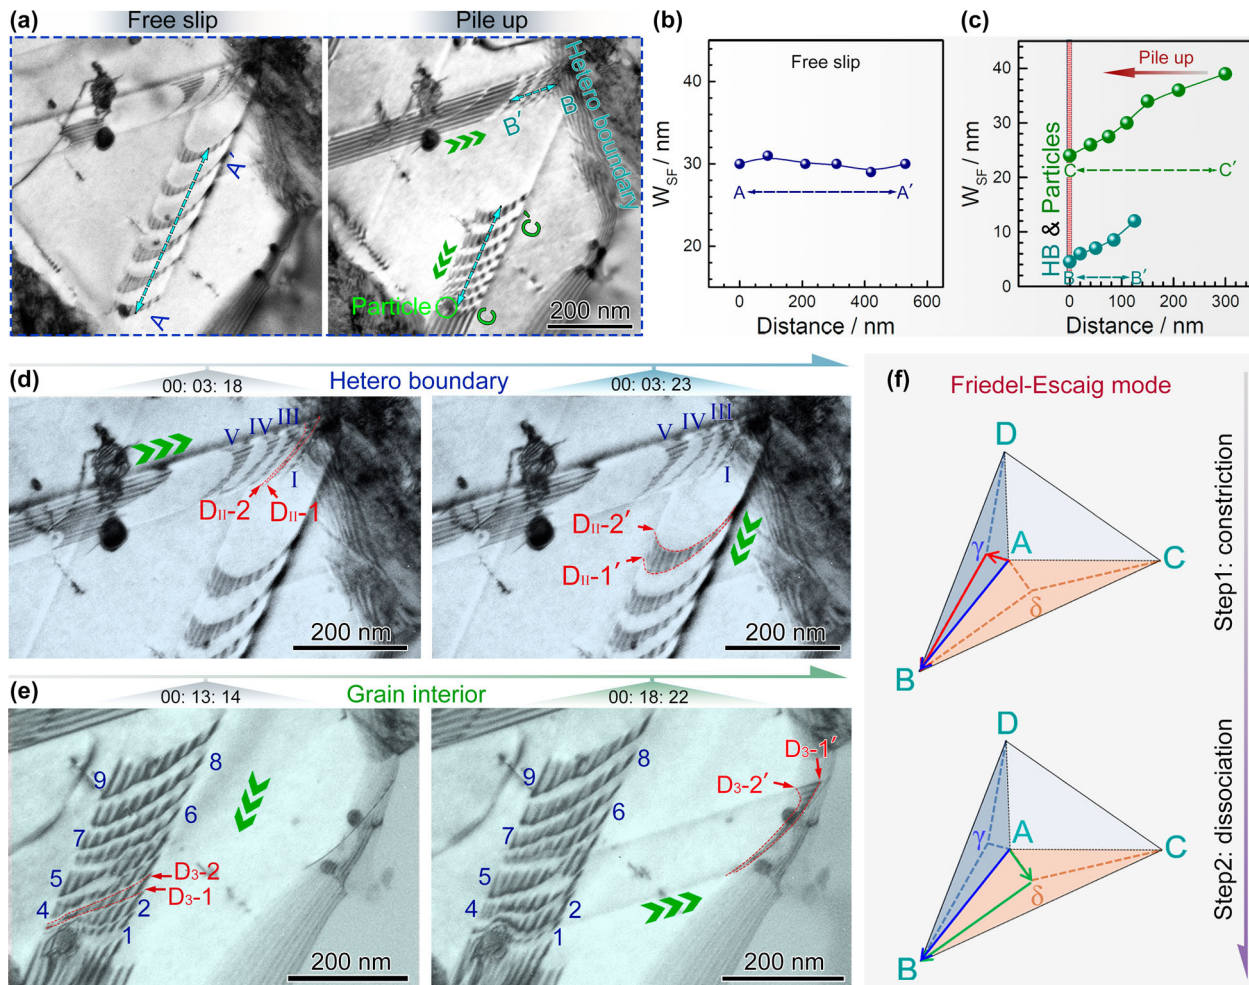 (a)
Free slip
Pile up
A
A′
B′
B
Hetero boundary
C′
C
Particle
200 nm
(b)
Free slip
W_SF / nm
40
30
20
A
A′
0
200
400
600
Distance / nm
(c)
Pile up
HB & Particles
W_SF / nm
50
40
30
20
10
0
C
C′
B
B′
0
50
100
150
200
250
300
Distance / nm
(d)
00: 03: 18
Hetero boundary
00: 03: 23
V
IV
III
I
D_II-2
D_II-1
200 nm
V
IV
III
I
D_II-2′
D_II-1′
200 nm
(e)
00: 13: 14
Grain interior
00: 18: 22
9
8
7
6
5
D₃-2
D₃-1
4
2
1
200 nm
9
8
7
6
5
4
2
1
D₃-1′
D₃-2′
200 nm
(f)
Friedel-Escaig mode
D
γ
A
C
δ
B
Step1: constriction
D
γ
A
C
δ
B
Step2: dissociation